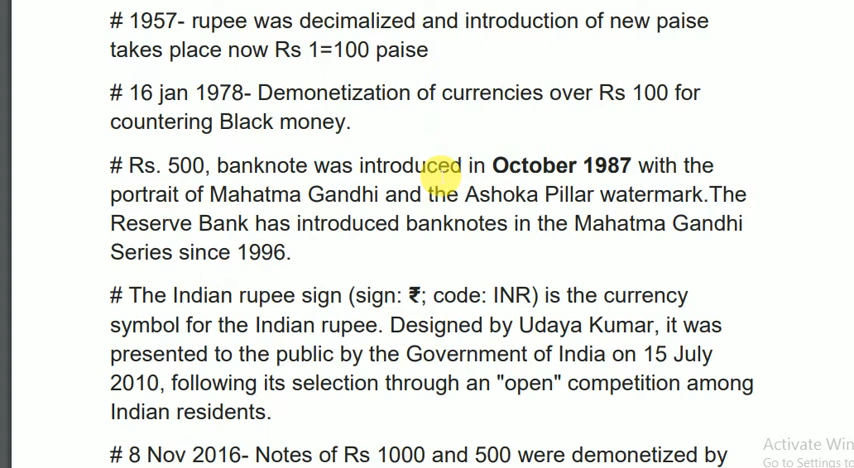 # 1957- rupee was decimalized and introduction of new paise
takes place now Rs 1=100 paise
# 16 jan 1978- Demonetization of currencies over Rs 100 for
countering Black money.
# Rs. 500, banknote was introduced in October 1987 with the
portrait of Mahatma Gandhi and the Ashoka Pillar watermark.The
Reserve Bank has introduced banknotes in the Mahatma Gandhi
Series since 1996.
# The Indian rupee sign (sign: ₹; code: INR) is the currency
symbol for the Indian rupee. Designed by Udaya Kumar, it was
presented to the public by the Government of India on 15 July
2010, following its selection through an "open" competition among
Indian residents.
Activate Win
# 8 Nov 2016- Notes of Rs 1000 and 500 were demonetized by
Go to Settings to